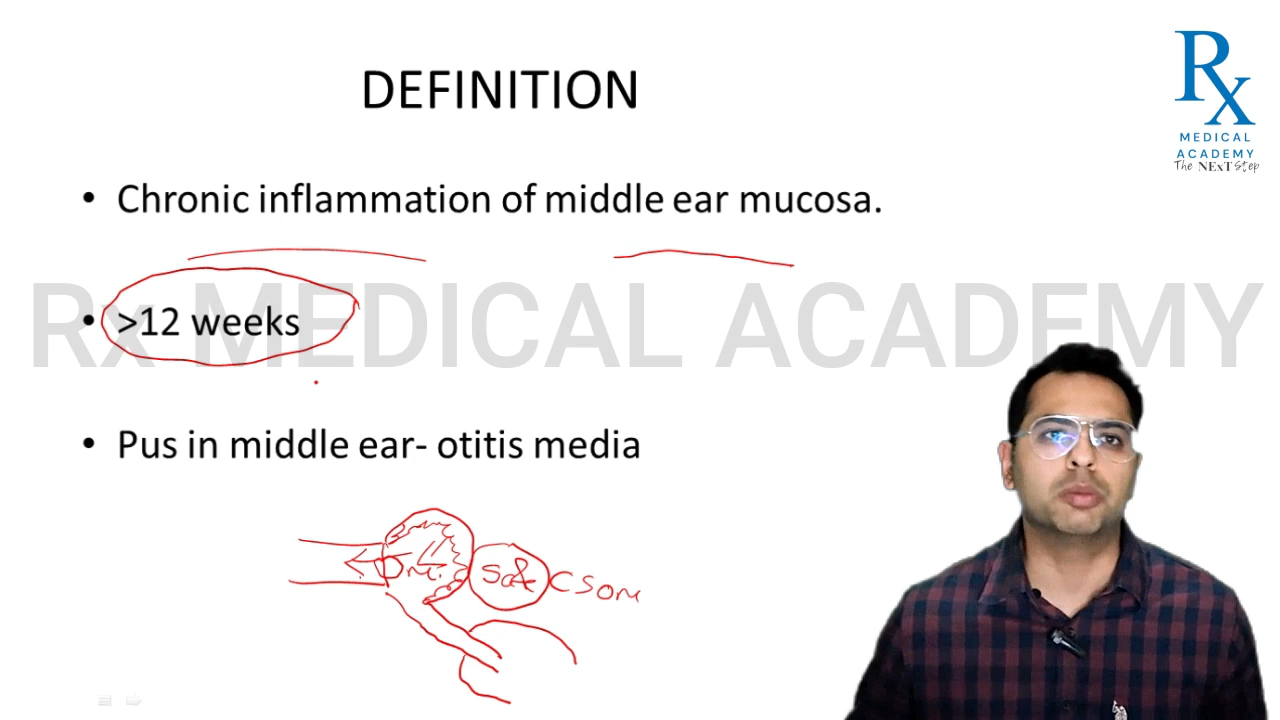 DEFINITION
Rx
MEDICAL
ACADEMY
The NExT Step
• Chronic inflammation of middle ear mucosa.
• >12 weeks
Rx MEDICAL ACADEMY
• Pus in middle ear- otitis media
CSOM